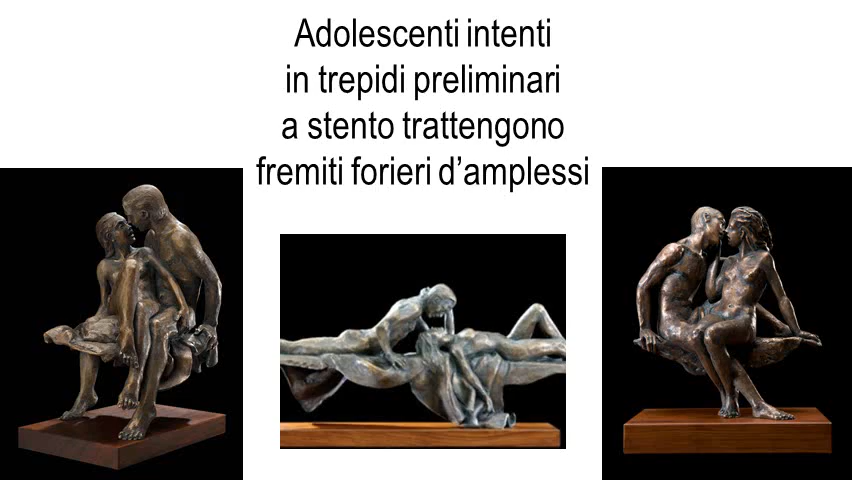 Adolescenti intenti
in trepidi preliminari
a stento trattengono
fremiti forieri d’amplessi